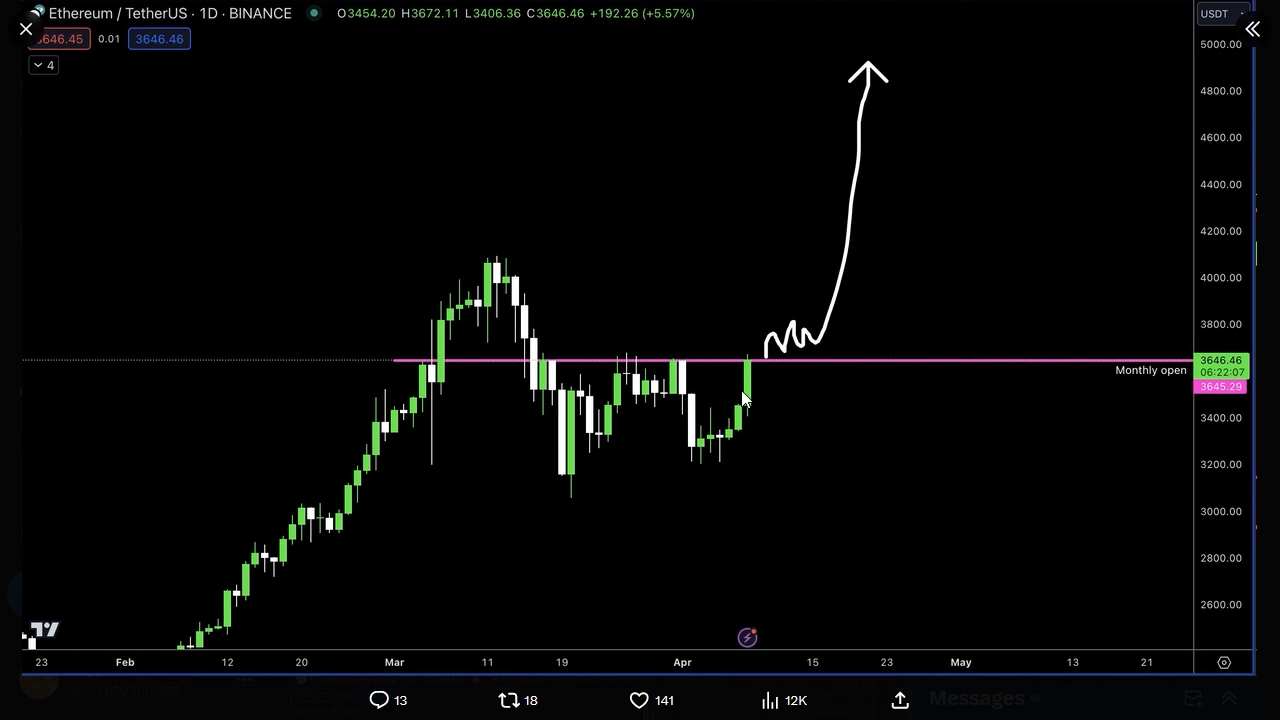 Ethereum / TetherUS · 1D · BINANCE
O3454.20 H3672.11 L3406.36 C3646.46 +192.26 (+5.57%)
USDT
3646.45 0.01 3646.46
4
5000.00
4800.00
4600.00
4400.00
4200.00
4000.00
3800.00
3646.46
06:22:07
Monthly open
3645.29
3400.00
3200.00
3000.00
2800.00
2600.00
23 Feb 12 20 Mar 11 19 Apr 15 23 May 13 21
13 18 141 12K
Messages